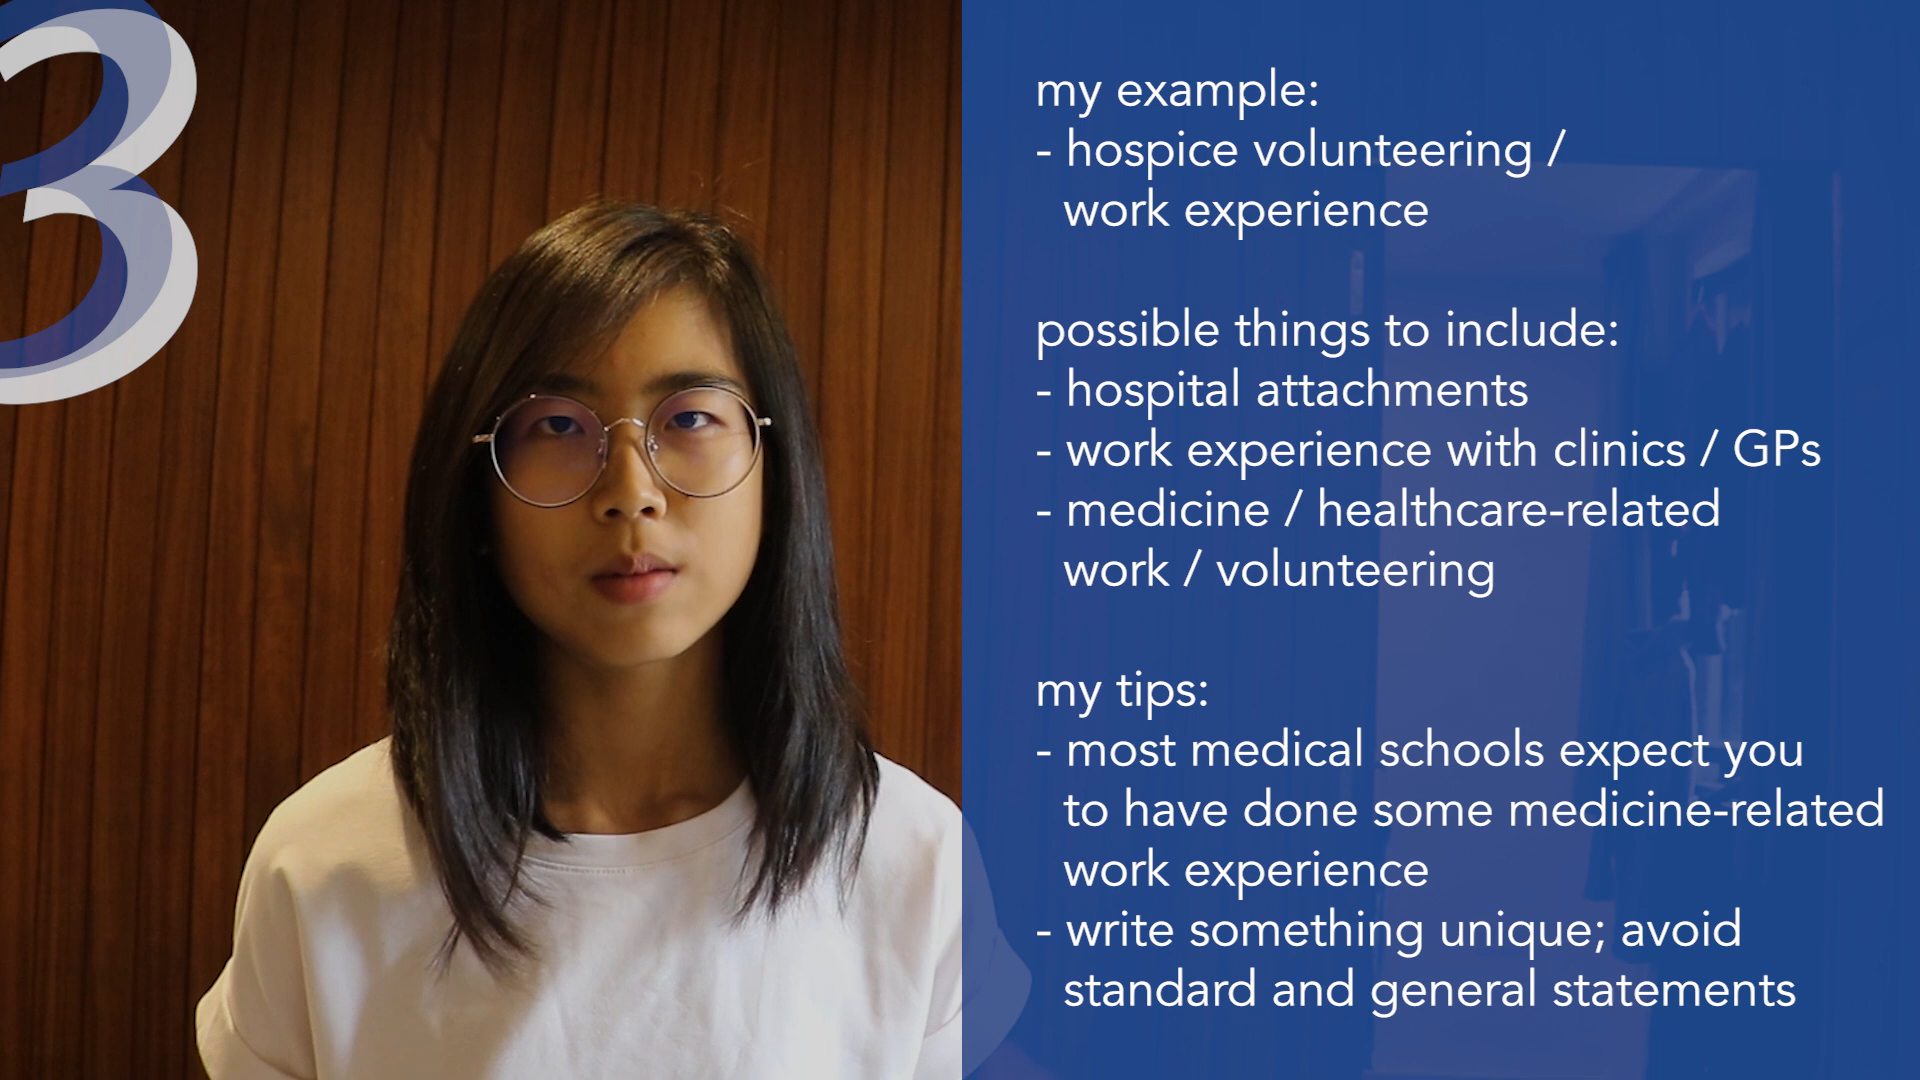 3
my example:
- hospice volunteering /
work experience
possible things to include:
- hospital attachments
- work experience with clinics / GPs
- medicine / healthcare-related
work / volunteering
my tips:
- most medical schools expect you
to have done some medicine-related
work experience
- write something unique; avoid
standard and general statements